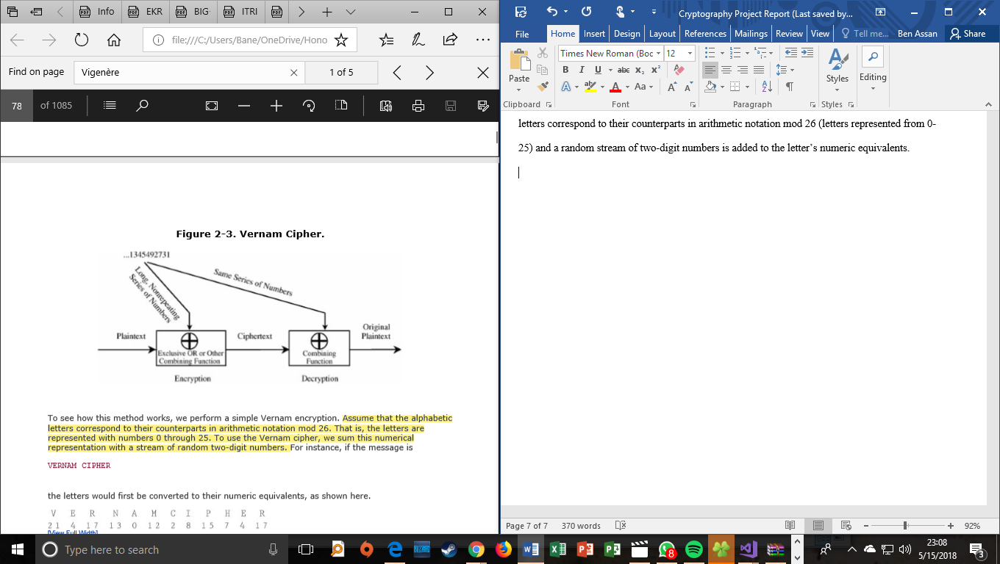 Info
EKR
BIG·
ITRI
file:///C:/Users/Bane/OneDrive/Hono
Find on page
Vigenère
1 of 5
78
of 1085
Figure 2-3. Vernam Cipher.
...1345492731
Long, Nonrepeating
Series of Numbers
Same Series of Numbers
Plaintext
Ciphertext
Original
Plaintext
Exclusive OR or Other
Combining Function
Combining
Function
Encryption
Decryption
To see how this method works, we perform a simple Vernam encryption. Assume that the alphabetic
letters correspond to their counterparts in arithmetic notation mod 26. That is, the letters are
represented with numbers 0 through 25. To use the Vernam cipher, we sum this numerical
representation with a stream of random two-digit numbers. For instance, if the message is
VERNAM CIPHER
the letters would first be converted to their numeric equivalents, as shown here.
V E R N A M C I P H E R
21 4 17 13 0 12 2 8 15 7 4 17
[View Full Width]
Cryptography Project Report (Last saved by...
File
Home
Insert
Design
Layout
References
Mailings
Review
View
Tell me...
Ben Assan
Share
Paste
Clipboard
Times New Roman (Boc
12
B I U abc x₂ x²
A ab A Aa A A
Font
Paragraph
Styles
Styles
Editing
letters correspond to their counterparts in arithmetic notation mod 26 (letters represented from 0-
25) and a random stream of two-digit numbers is added to the letter’s numeric equivalents.
Page 7 of 7
370 words
92%
Type here to search
8
23:08
5/15/2018
3